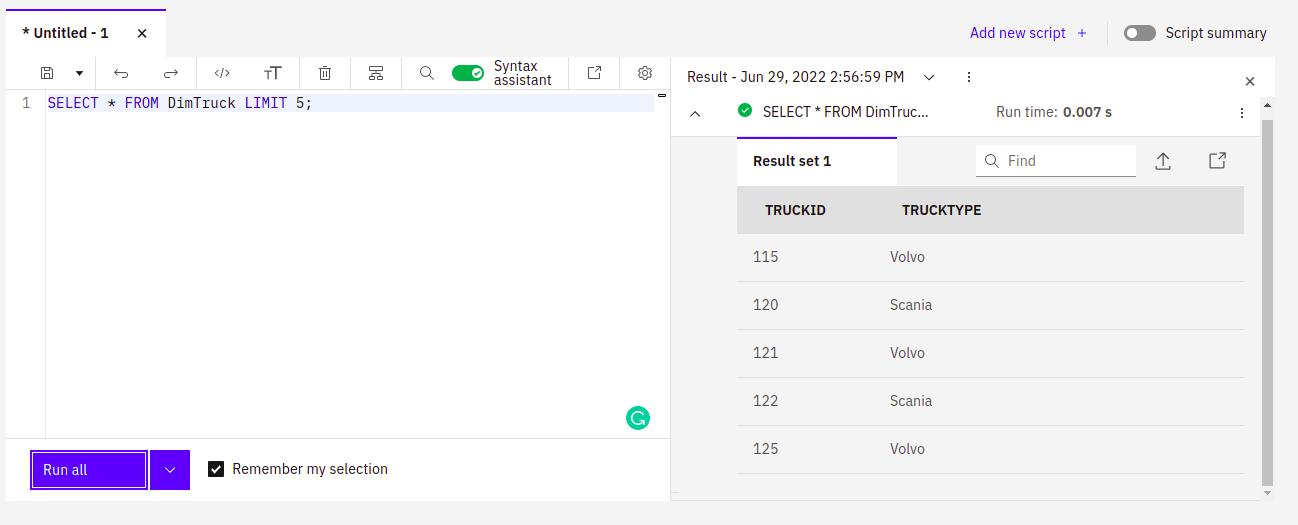 * Untitled - 1
Add new script +
Script summary
Syntax assistant
1 SELECT * FROM DimTruck LIMIT 5;
Run all
Remember my selection
Result - Jun 29, 2022 2:56:59 PM
SELECT * FROM DimTruc...
Run time: 0.007 s
Result set 1
Find
TRUCKID TRUCKTYPE
115 Volvo
120 Scania
121 Volvo
122 Scania
125 Volvo